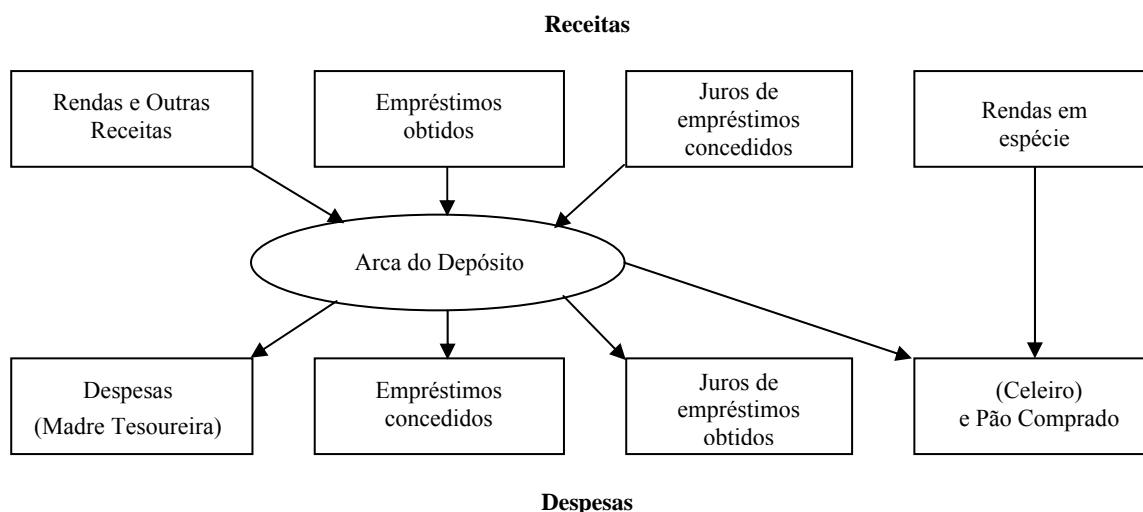 Receitas
Rendas e Outras
Receitas
Empréstimos
obtidos
Juros de
empréstimos
concedidos
Rendas em
espécie
Arca do Depósito
Despesas
(Madre Tesoureira)
Empréstimos
concedidos
Juros de
empréstimos
obtidos
(Celeiro)
e Pão Comprado
Despesas